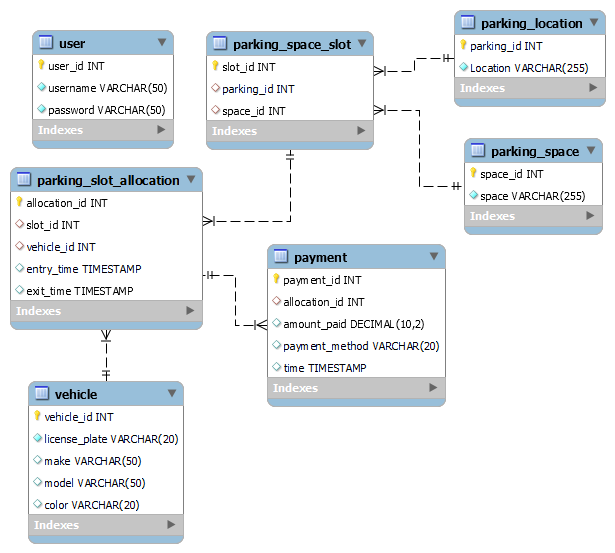 user
user_id INT
username VARCHAR(50)
password VARCHAR(50)
Indexes
parking_space_slot
slot_id INT
parking_id INT
space_id INT
Indexes
parking_location
parking_id INT
Location VARCHAR(255)
Indexes
parking_space
space_id INT
space VARCHAR(255)
Indexes
parking_slot_allocation
allocation_id INT
slot_id INT
vehicle_id INT
entry_time TIMESTAMP
exit_time TIMESTAMP
Indexes
payment
payment_id INT
allocation_id INT
amount_paid DECIMAL(10,2)
payment_method VARCHAR(20)
time TIMESTAMP
Indexes
vehicle
vehicle_id INT
license_plate VARCHAR(20)
make VARCHAR(50)
model VARCHAR(50)
color VARCHAR(20)
Indexes